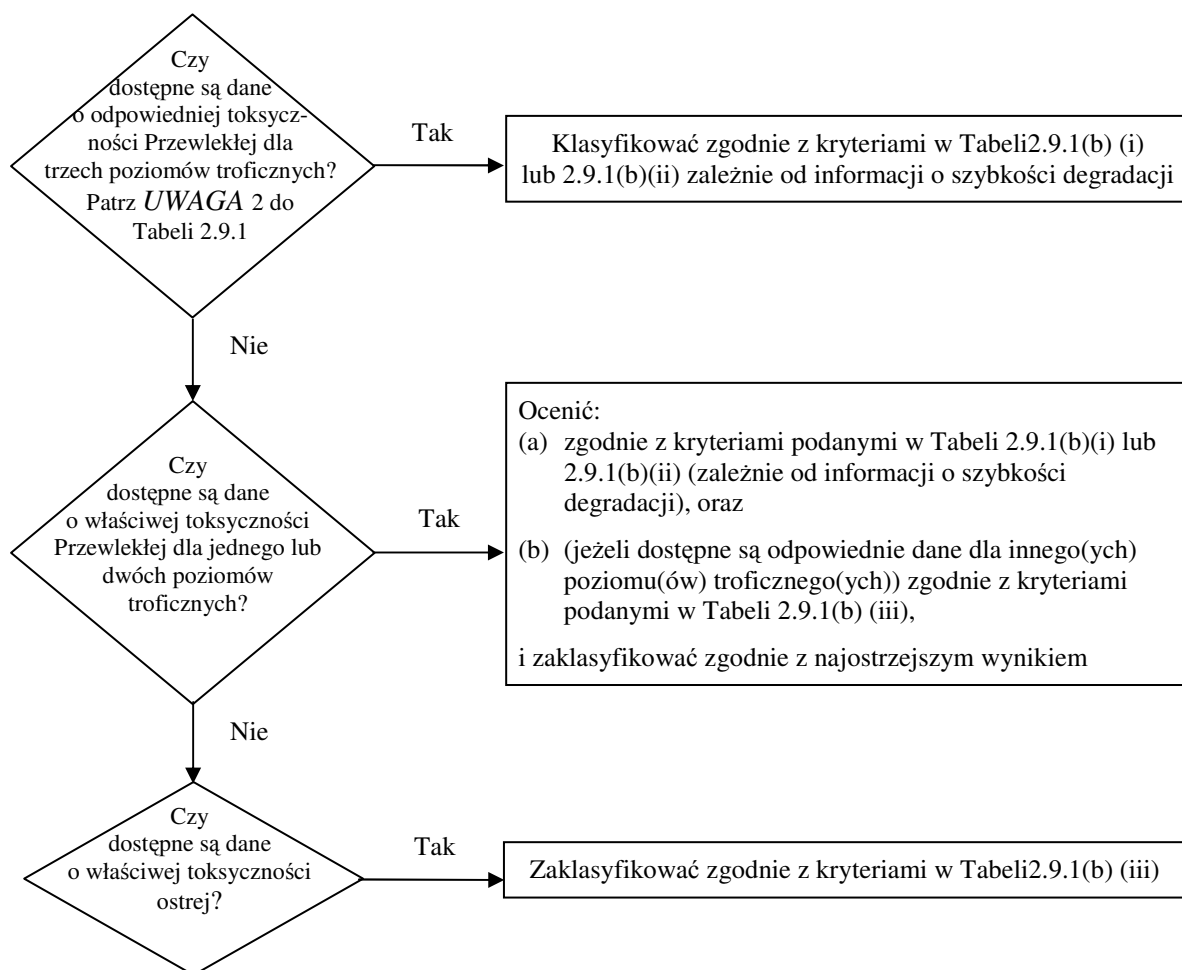 Czy
dostępne są dane
o odpowiedniej toksycz-
ności Przewlekłej dla
trzech poziomów troficznych?
Patrz UWAGA 2 do
Tabeli 2.9.1
Tak
Klasyfikować zgodnie z kryteriami w Tabeli2.9.1(b) (i)
lub 2.9.1(b)(ii) zależnie od informacji o szybkości degradacji
Nie
Czy
dostępne są dane
o właściwej toksyczności
Przewlekłej dla jednego lub
dwóch poziomów
troficznych?
Tak
Ocenić:
(a) zgodnie z kryteriami podanymi w Tabeli 2.9.1(b)(i) lub
2.9.1(b)(ii) (zależnie od informacji o szybkości
degradacji), oraz
(b) (jeżeli dostępne są odpowiednie dane dla innego(ych)
poziomu(ów) troficznego(ych)) zgodnie z kryteriami
podanymi w Tabeli 2.9.1(b) (iii),
i zaklasyfikować zgodnie z najostrzejszym wynikiem
Nie
Czy
dostępne są dane
o właściwej toksyczności
ostrej?
Tak
Zaklasyfikować zgodnie z kryteriami w Tabeli2.9.1(b) (iii)